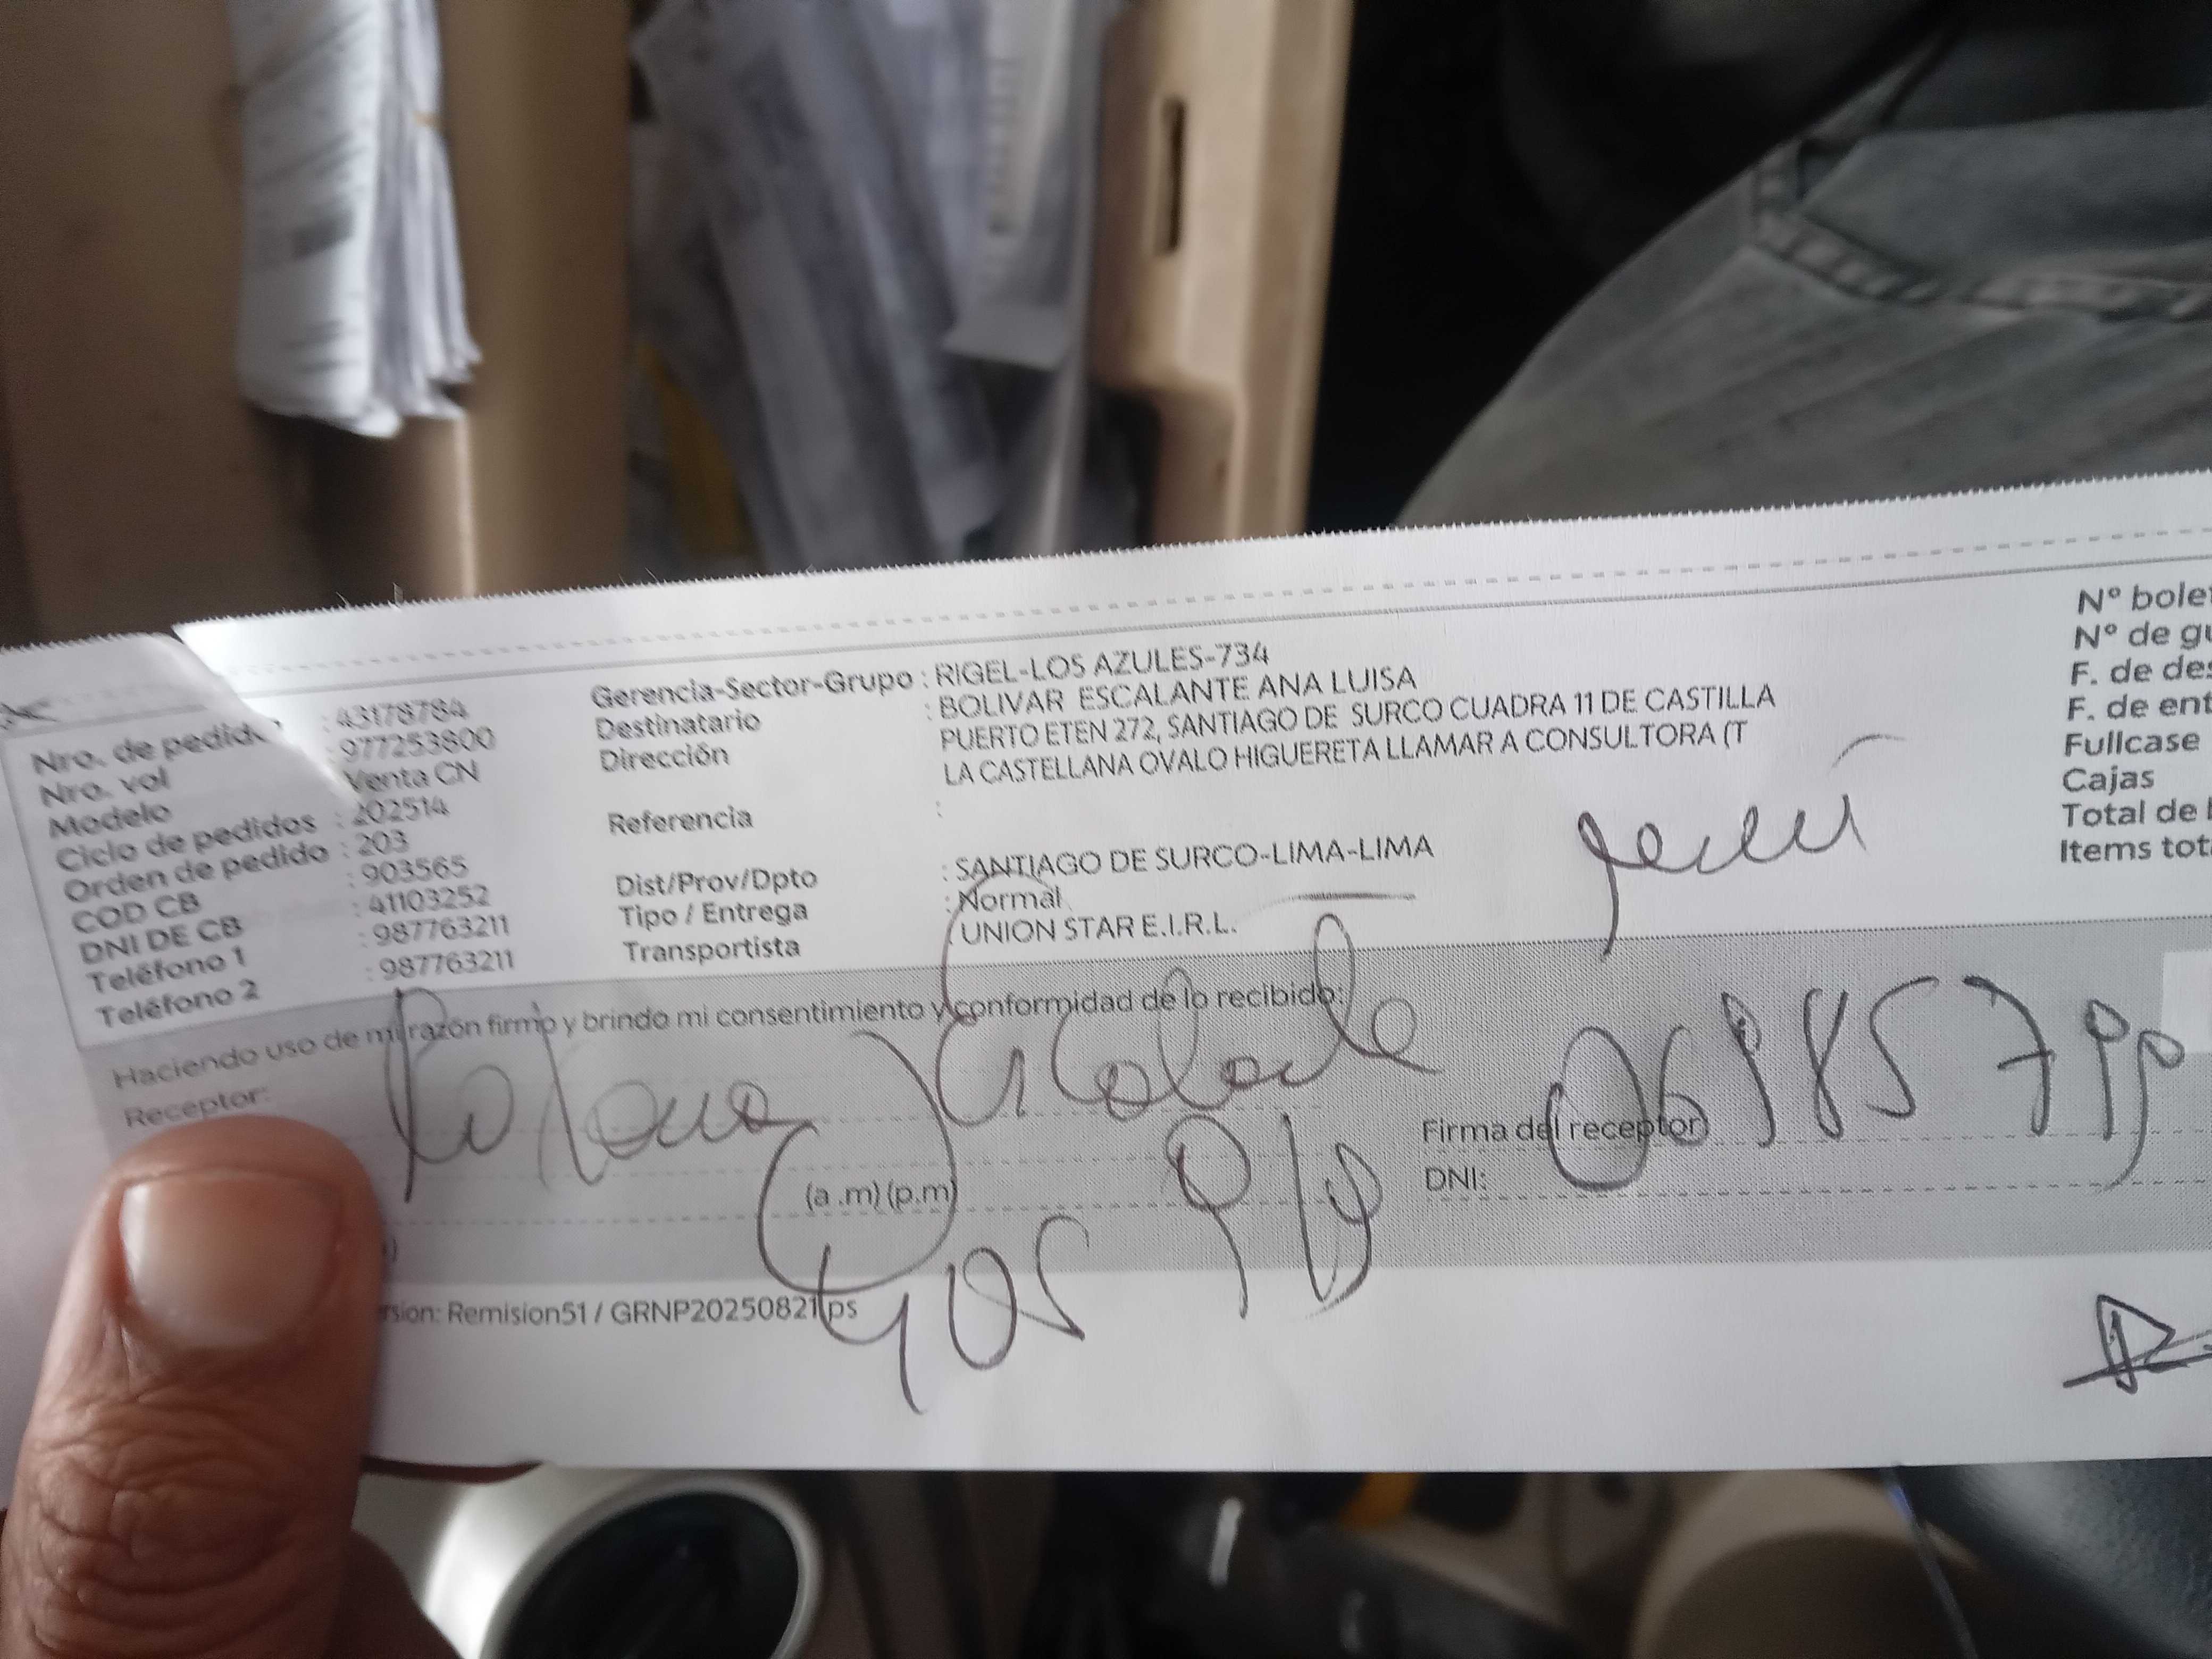 Nro. de pedido : 43178784
Nro. vol : 977253800
Modelo Venta CN
Ciclo de pedidos : 202514
Orden de pedido : 203
COD CB : 903565
DNI DE CB : 41103252
Teléfono 1 : 987763211
Teléfono 2 : 987763211
Gerencia-Sector-Grupo : RIGEL-LOS AZULES-734
Destinatario : BOLIVAR ESCALANTE ANA LUISA
Dirección PUERTO ETEN 272, SANTIAGO DE SURCO CUADRA 11 DE CASTILLA
LA CASTELLANA OVALO HIGUERETA LLAMAR A CONSULTORA (T
Referencia :
Dist/Prov/Dpto : SANTIAGO DE SURCO-LIMA-LIMA
Tipo / Entrega : Normal
Transportista : UNION STAR E.I.R.L.
N° bole
N° de gu
F. de des
F. de ent
Fullcase
Cajas
Total de
Items tot
Haciendo uso de mi razón firmo y brindo mi consentimiento y conformidad de lo recibido:
Receptor:
Firma del receptor
(a .m) (p.m)
DNI:
rsion: Remision51 / GRNP20250821.ps